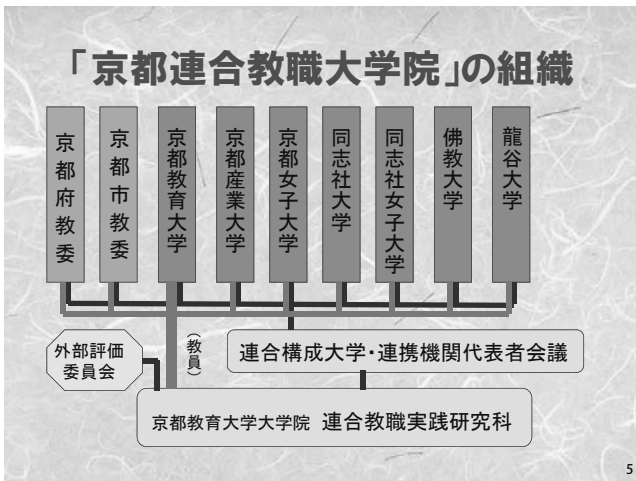 「京都連合教職大学院」の組織
京都府教委
京都市教委
京都教育大学
京都産業大学
京都女子大学
同志社大学
同志社女子大学
佛教大学
龍谷大学
外部評価
委員会
（教員）
連合構成大学・連携機関代表者会議
京都教育大学大学院 連合教職実践研究科
5